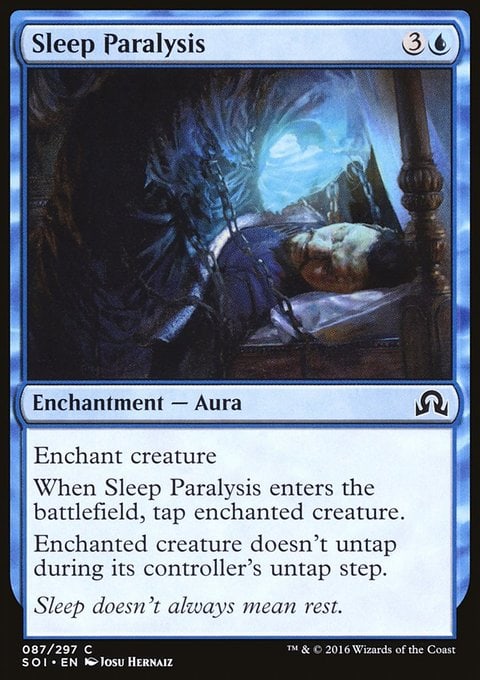 Sleep Paralysis 3
Enchantment — Aura
Enchant creature
When Sleep Paralysis enters the
battlefield, tap enchanted creature.
Enchanted creature doesn't untap
during its controller's untap step.
Sleep doesn't always mean rest.
087/297 C
SOI • EN Josu Hernaiz
™ & © 2016 Wizards of the Coast